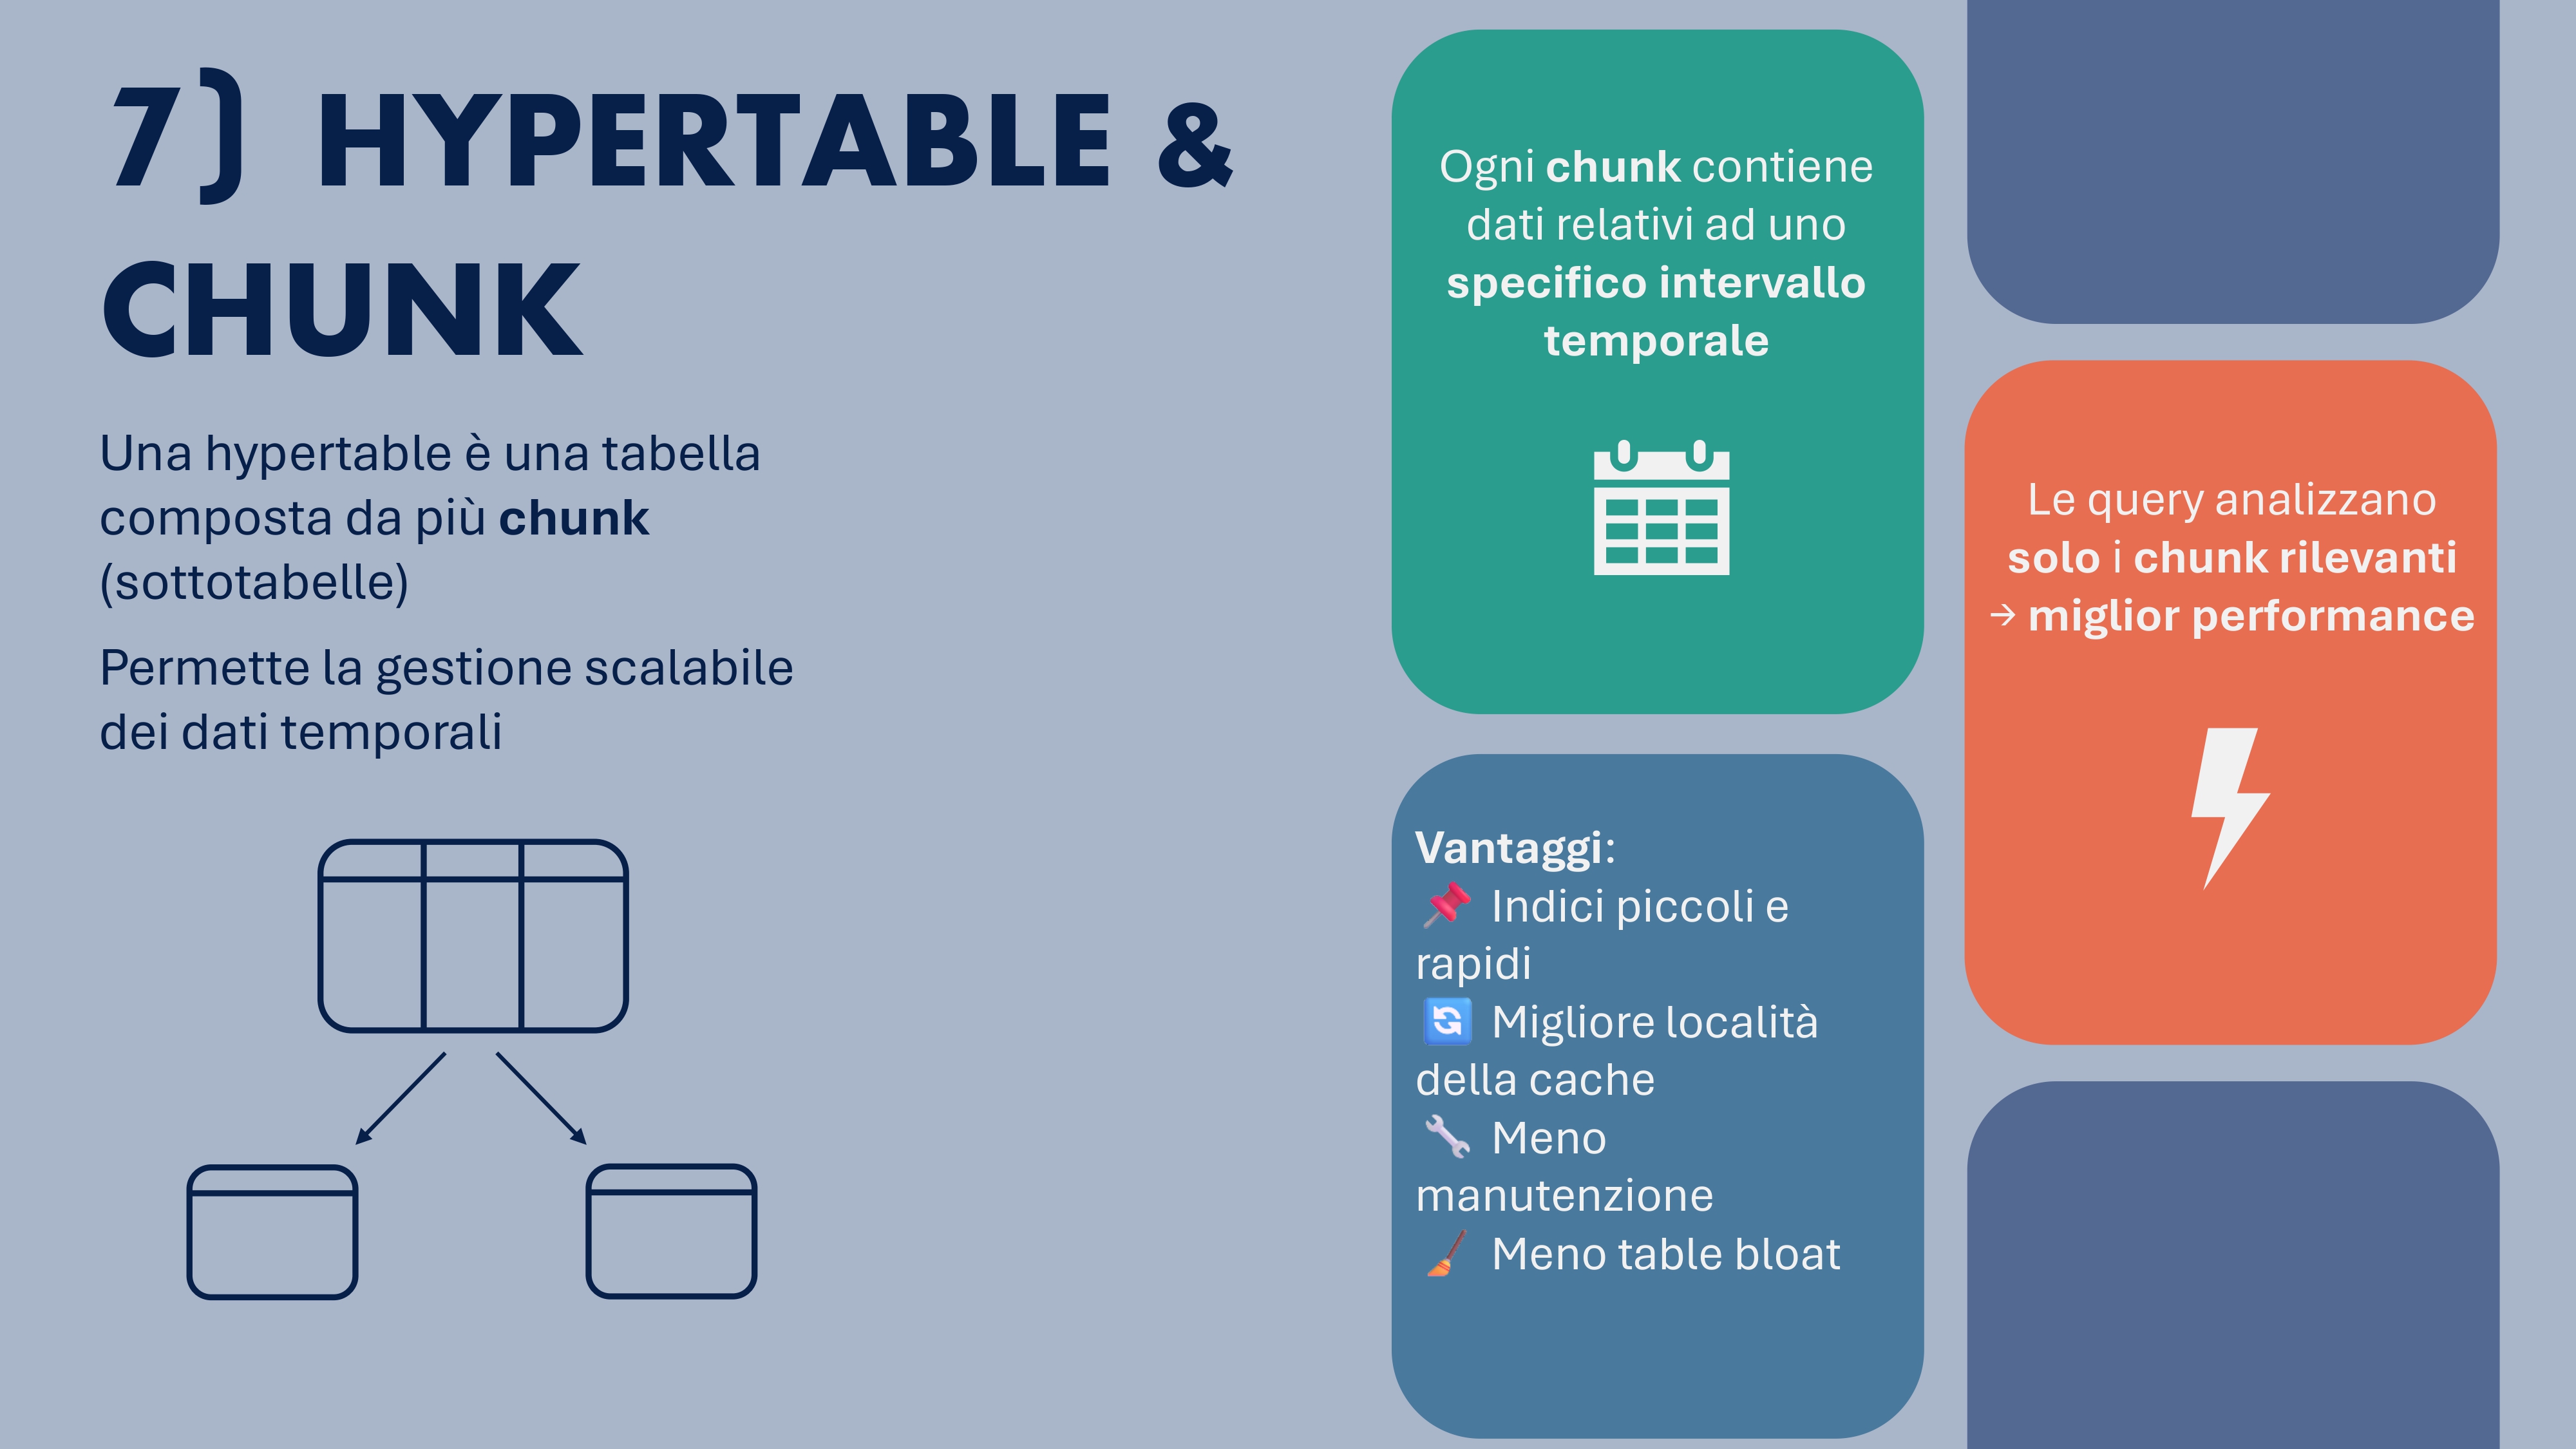 7) HYPERTABLE &
CHUNK
Una hypertable è una tabella
composta da più chunk
(sottotabelle)
Permette la gestione scalabile
dei dati temporali
Ogni chunk contiene
dati relativi ad uno
specifico intervallo
temporale
Le query analizzano
solo i chunk rilevanti
→ miglior performance
Vantaggi:
📌 Indici piccoli e
rapidi
🔄 Migliore località
della cache
🔧 Meno
manutenzione
🧹 Meno table bloat